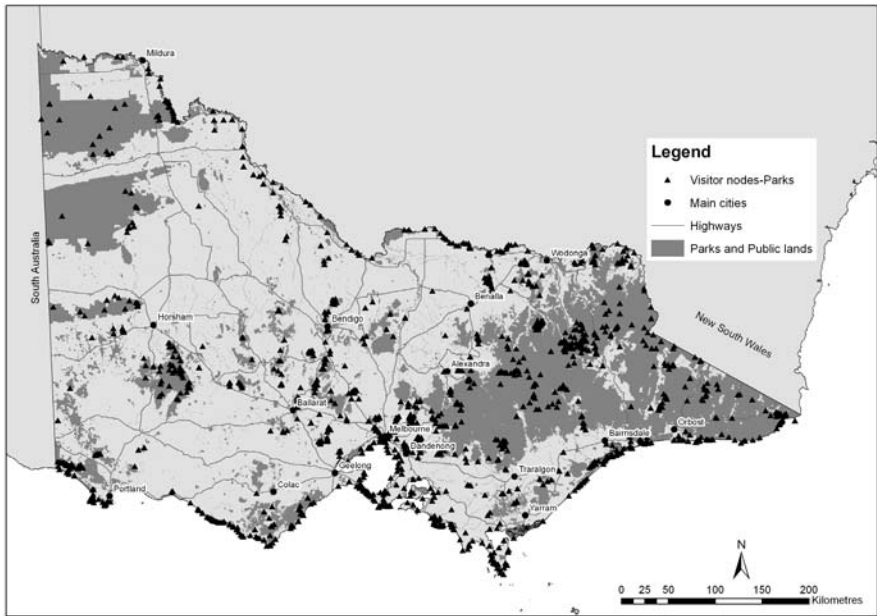 Mildura
Legend
Visitor nodes-Parks
Main cities
Highways
Parks and Public lands
South Australia
Wodonga
Benalla
New South Wales
Horsham
Bendigo
Alexandra
Ballarat
Melbourne
Dandenong
Bairnsdale
Orbost
Geelong
Traralgon
Portland
Colac
Yarram
N
0 25 50 100 150 200
Kilometres